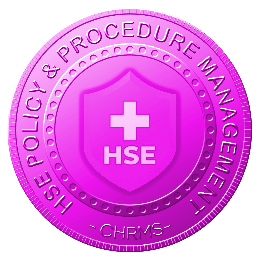 HSE POLICY & PROCEDURE MANAGEMENT
HSE
- CHRMS-